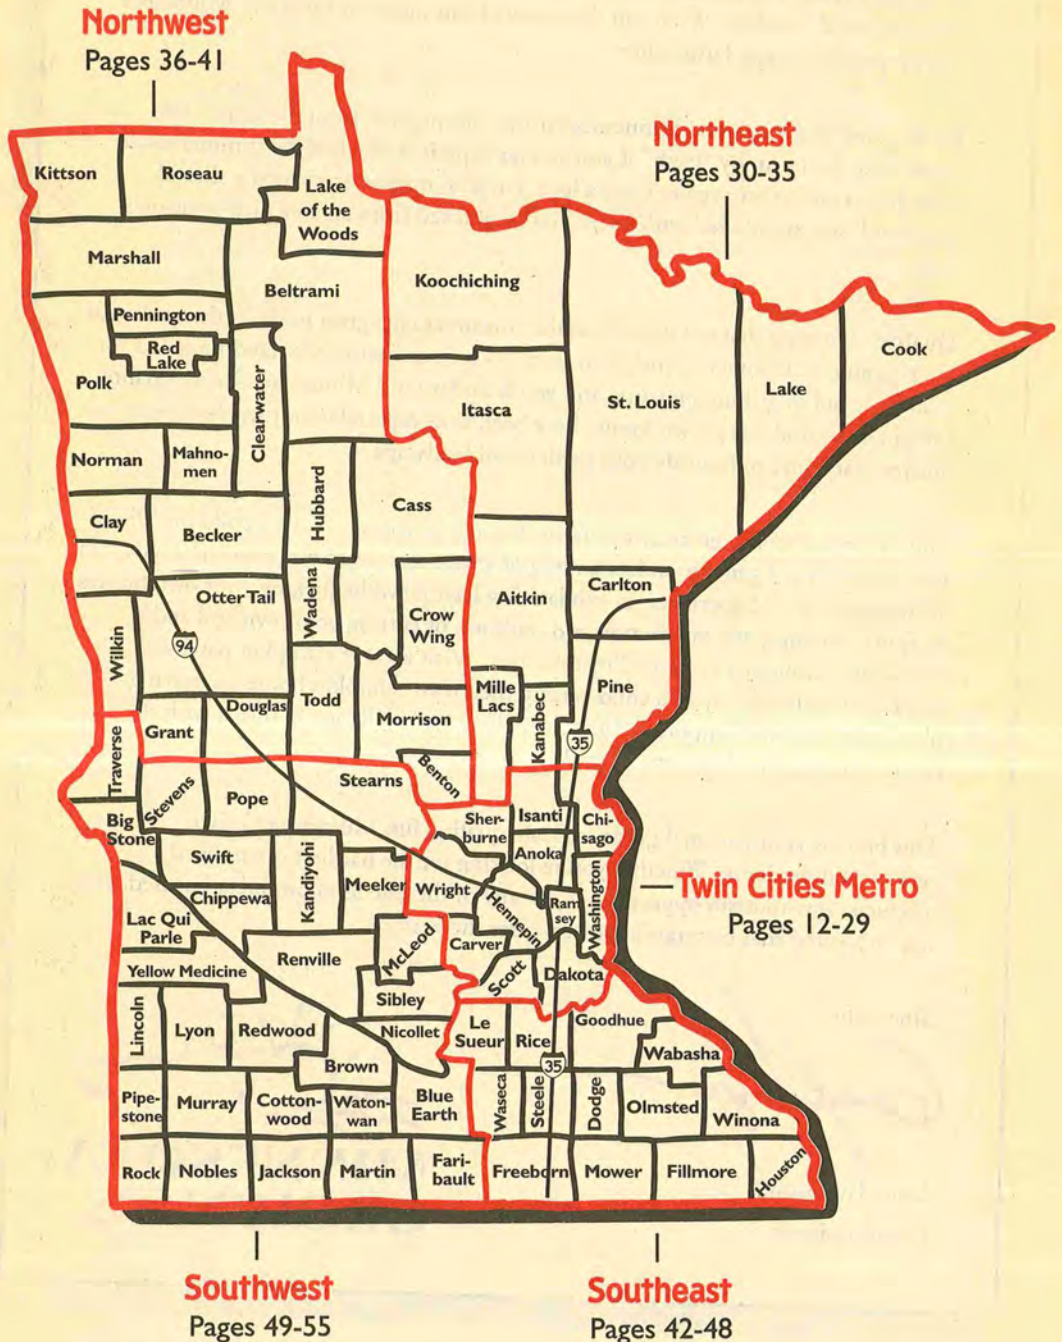 Northwest
Pages 36-41
Northeast
Pages 30-35
Kittson
Roseau
Lake
of the
Woods
Marshall
Beltrami
Koochiching
Pennington
Red
Lake
Polk
Clearwater
Itasca
St. Louis
Lake
Cook
Norman
Mahno-
men
Hubbard
Cass
Clay
Becker
Otter Tail
Wadena
Crow
Wing
Aitkin
Carlton
Wilkin
94
Mille
Lacs
Kanabec
Pine
35
Traverse
Grant
Douglas
Todd
Morrison
Benton
Stevens
Pope
Stearns
Big
Stone
Sher-
burne
Isanti
Chi-
sago
Anoka
Swift
Kandiyohi
Meeker
Wright
Hennepin
Ram
sey
Washington
Twin Cities Metro
Pages 12-29
Chippewa
Lac Qui
Parle
Renville
McLeod
Carver
Scott
Dakota
Yellow Medicine
Sibley
Lincoln
Lyon
Redwood
Nicollet
Le
Sueur
Rice
Goodhue
35
Wabasha
Brown
Pipe-
stone
Murray
Cotton-
wood
Waton-
wan
Blue
Earth
Waseca
Steele
Dodge
Olmsted
Winona
Rock
Nobles
Jackson
Martin
Fari-
bault
Freeborn
Mower
Fillmore
Houston
Southwest
Pages 49-55
Southeast
Pages 42-48